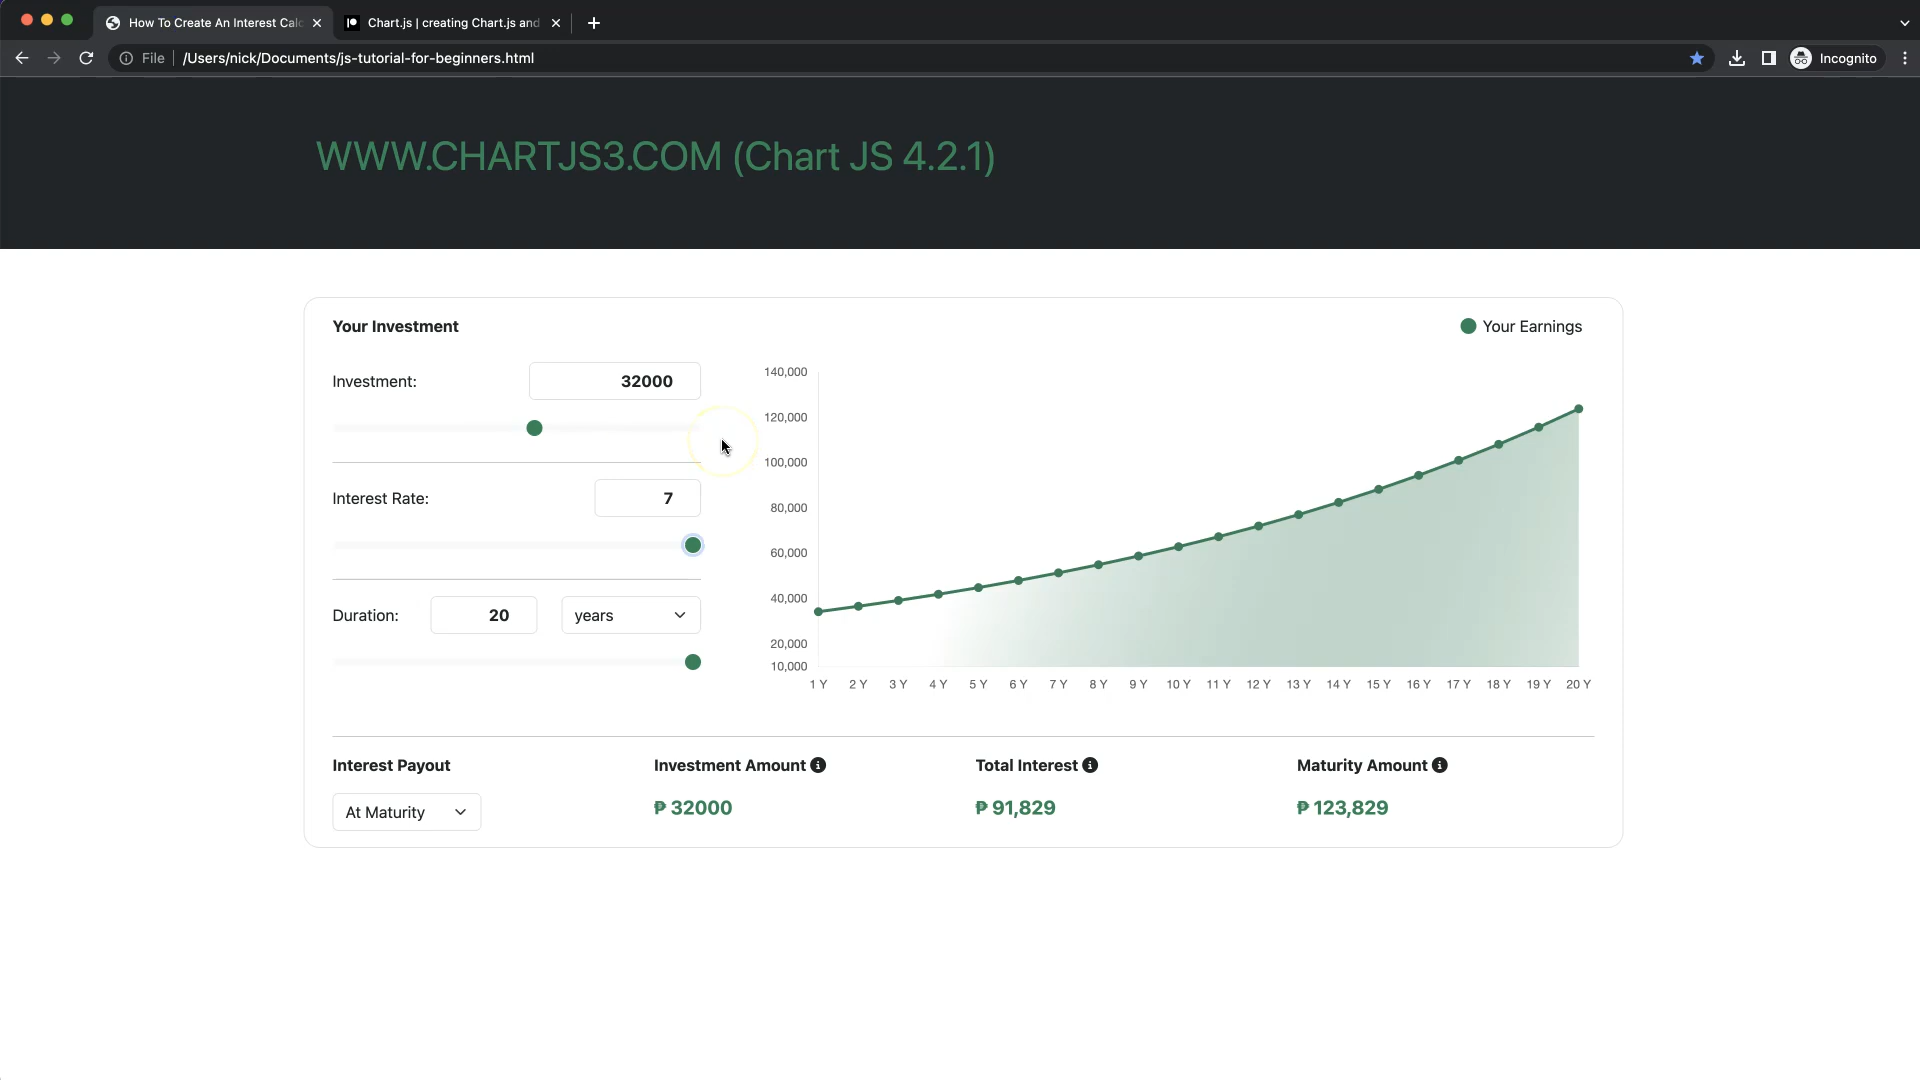 How To Create An Interest Calc
Chart.js | creating Chart.js and
File
/Users/nick/Documents/js-tutorial-for-beginners.html
Incognito
WWW.CHARTJS3.COM (Chart JS 4.2.1)
Your Investment
Your Earnings
Investment:
32000
Interest Rate:
7
Duration:
20
years
140,000
120,000
100,000
80,000
60,000
40,000
20,000
10,000
1 Y 2 Y 3 Y 4 Y 5 Y 6 Y 7 Y 8 Y 9 Y 10 Y 11 Y 12 Y 13 Y 14 Y 15 Y 16 Y 17 Y 18 Y 19 Y 20 Y
Interest Payout
At Maturity
Investment Amount
₱ 32000
Total Interest
₱ 91,829
Maturity Amount
₱ 123,829